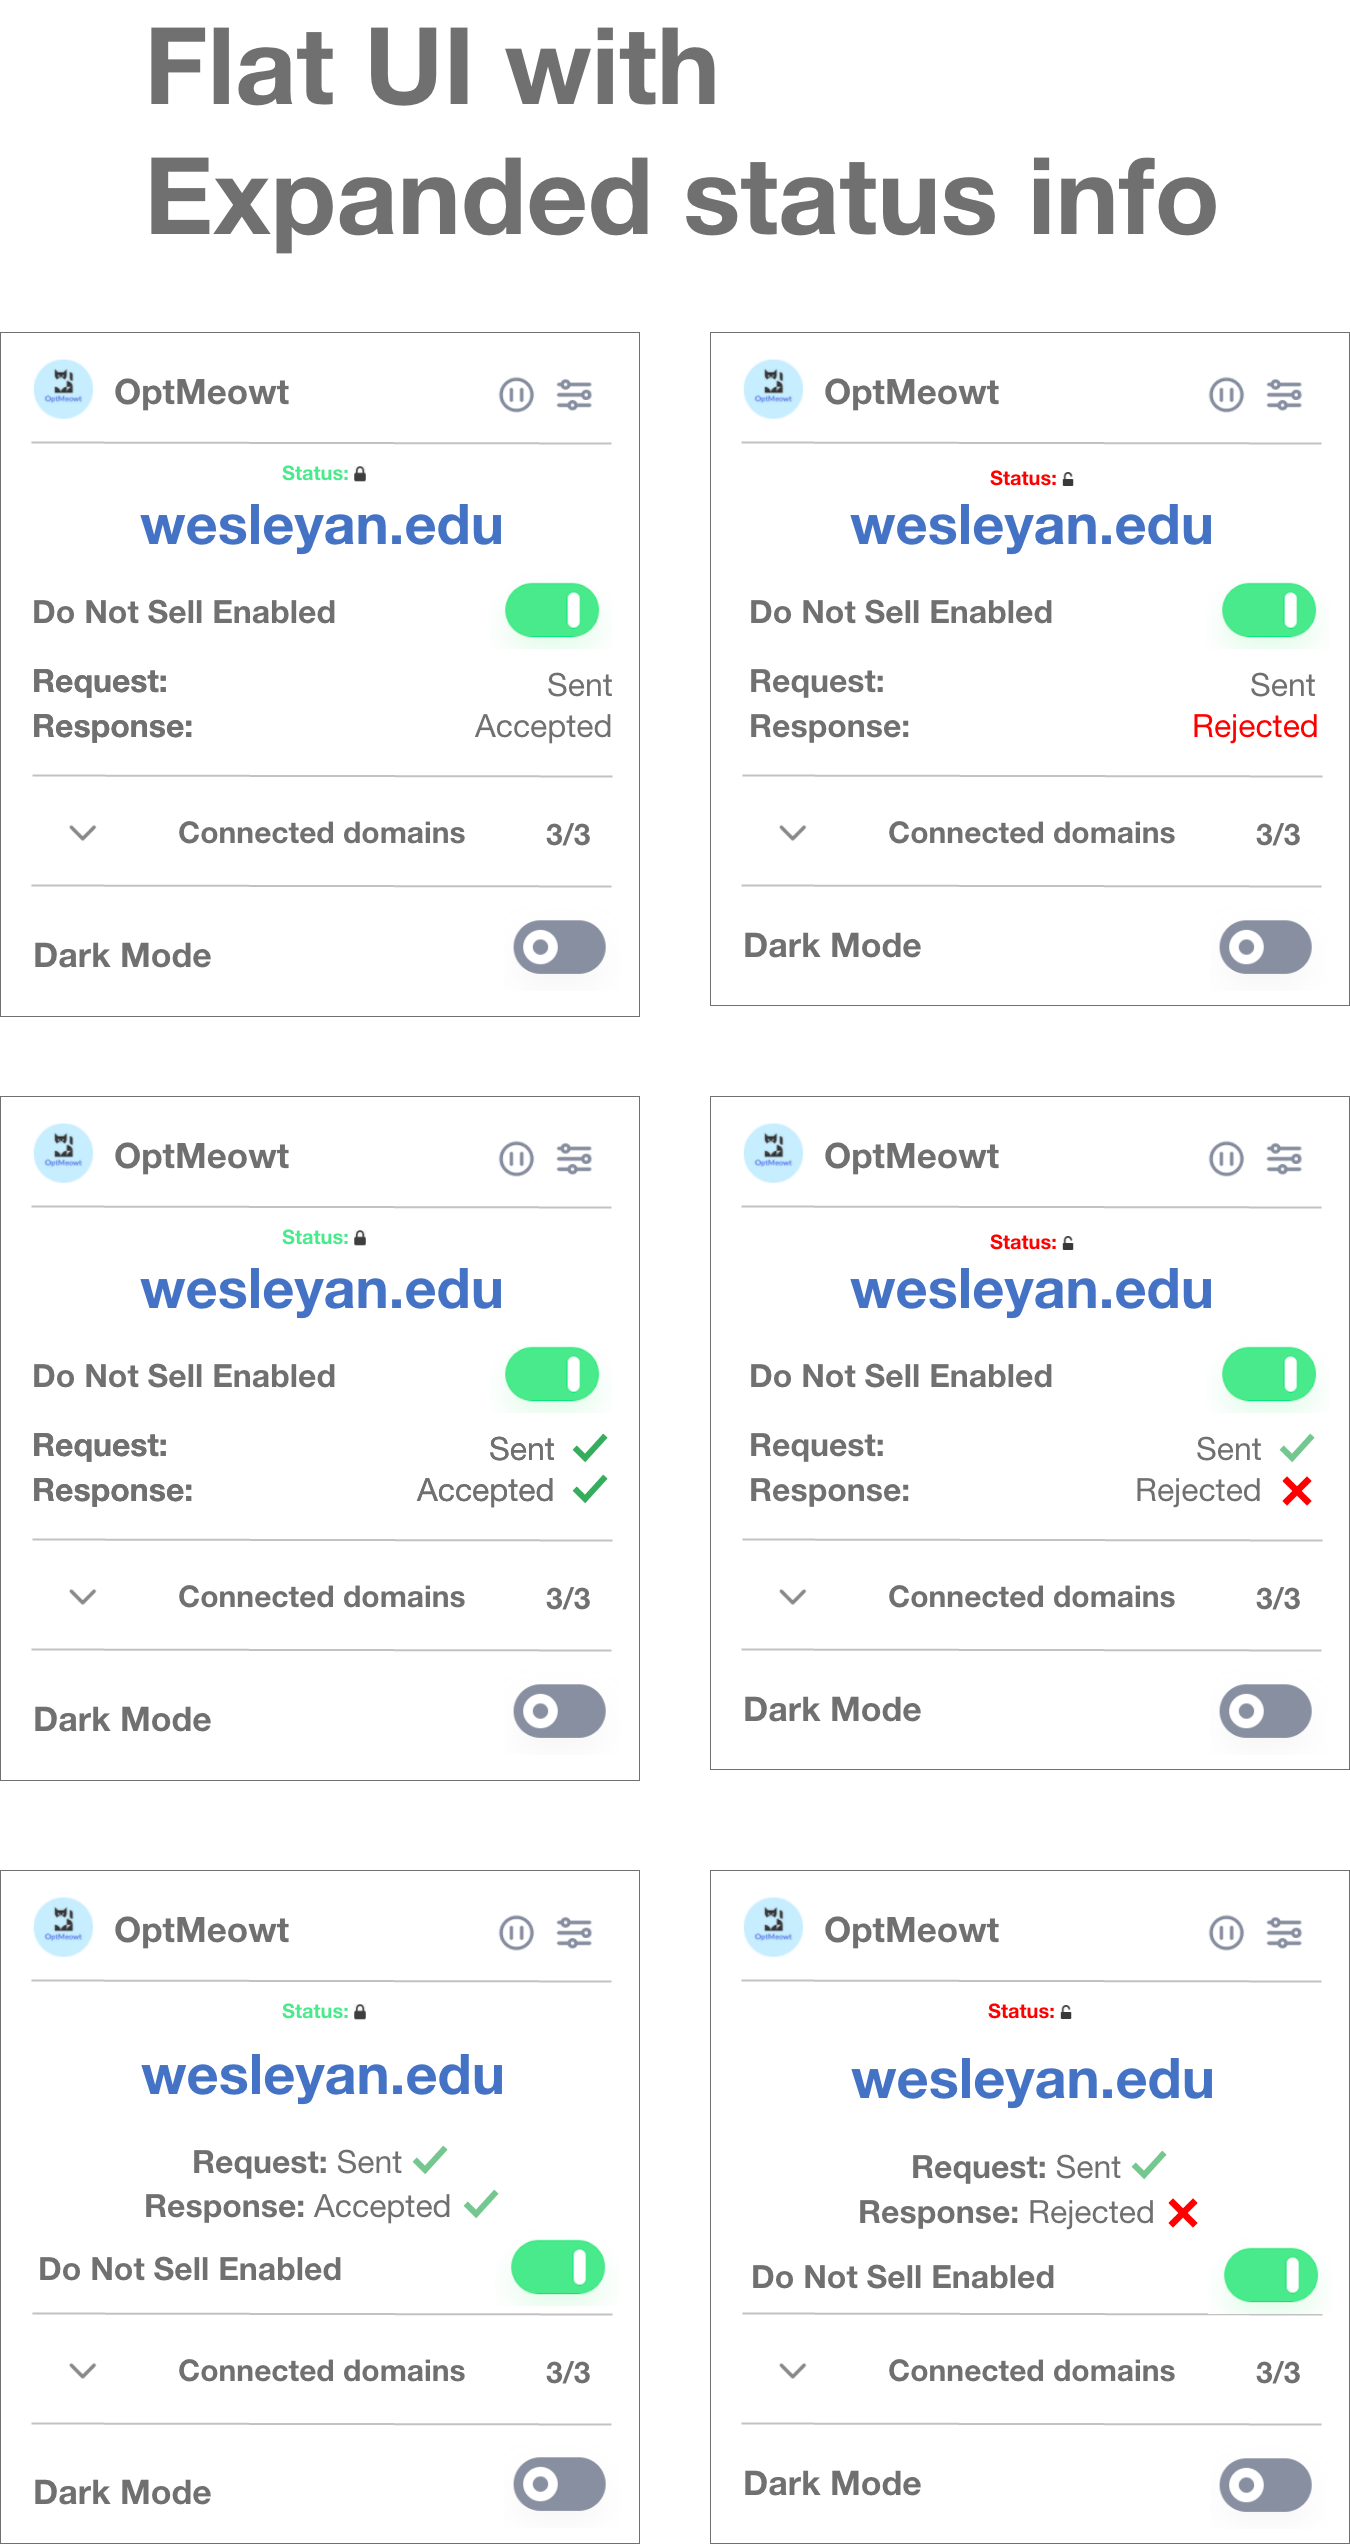 Flat UI with
Expanded status info
OptMeowt
OptMeowt
Status:
wesleyan.edu
Do Not Sell Enabled
Request: Sent
Response: Accepted
Connected domains 3/3
Dark Mode
OptMeowt
OptMeowt
Status:
wesleyan.edu
Do Not Sell Enabled
Request: Sent
Response: Rejected
Connected domains 3/3
Dark Mode
OptMeowt
OptMeowt
Status:
wesleyan.edu
Do Not Sell Enabled
Request: Sent
Response: Accepted
Connected domains 3/3
Dark Mode
OptMeowt
OptMeowt
Status:
wesleyan.edu
Do Not Sell Enabled
Request: Sent
Response: Rejected
Connected domains 3/3
Dark Mode
OptMeowt
OptMeowt
Status:
wesleyan.edu
Request: Sent
Response: Accepted
Do Not Sell Enabled
Connected domains 3/3
Dark Mode
OptMeowt
OptMeowt
Status:
wesleyan.edu
Request: Sent
Response: Rejected
Do Not Sell Enabled
Connected domains 3/3
Dark Mode